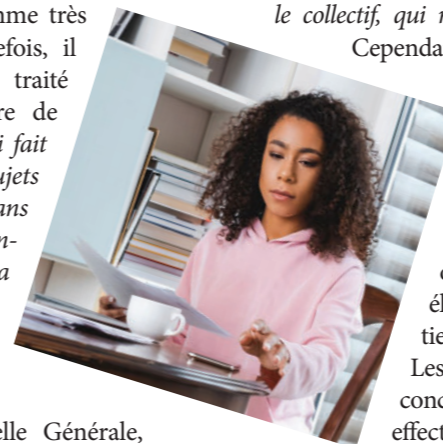 me très
efois, il
traité
re de
i fait
ujets
ans
n-
a
elle Générale,
le collectif, qui
Cependa
él
tie
Les
conc
effect